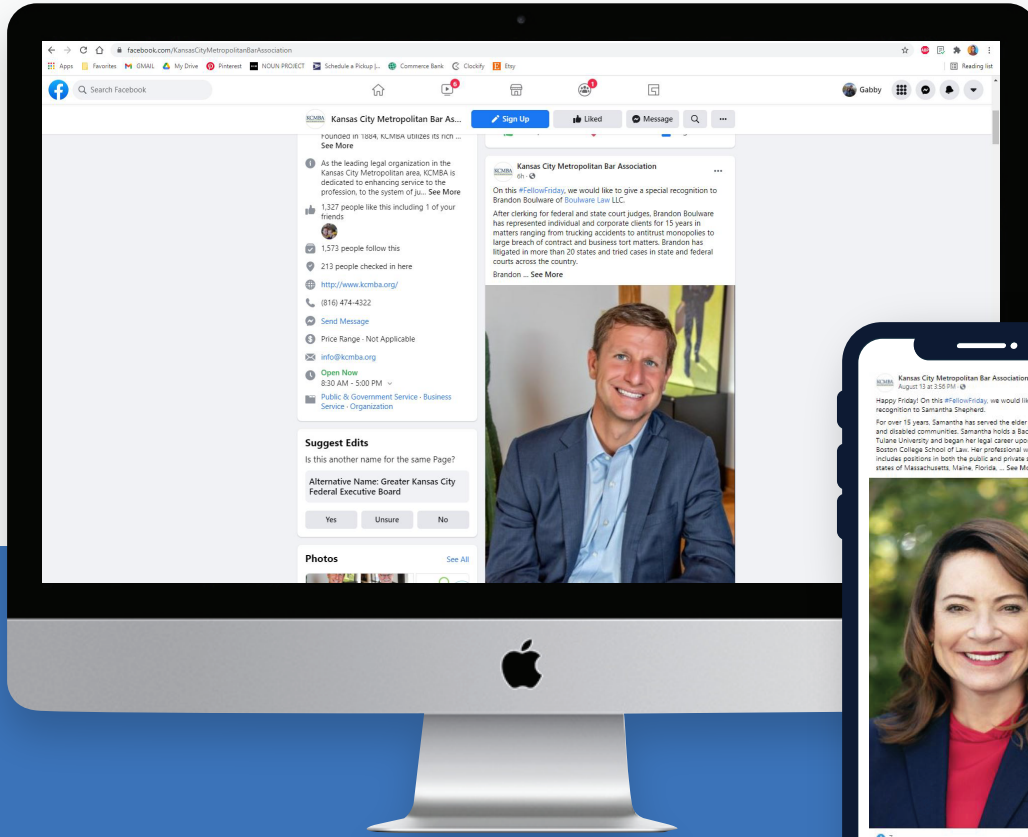 facebook.com/KansasCityMetropolitanBarAssociation
Apps Favorites GMAIL My Drive Pinterest NOUN PROJECT Schedule a Pickup |... Commerce Bank Clockify Etsy Reading list
Search Facebook
6
1
Gabby
KCMBA Kansas City Metropolitan Bar As...
Sign Up
Liked
Message
Founded in 1884, KCMBA utilizes its rich ...
See More
As the leading legal organization in the
Kansas City Metropolitan area, KCMBA is
dedicated to enhancing service to the
profession, to the system of ju... See More
1,327 people like this including 1 of your
friends
1,573 people follow this
213 people checked in here
http://www.kcmba.org/
(816) 474-4322
Send Message
Price Range · Not Applicable
info@kcmba.org
Open Now
8:30 AM - 5:00 PM
Public & Government Service · Business
Service · Organization
Suggest Edits
Is this another name for the same Page?
Alternative Name: Greater Kansas City
Federal Executive Board
Yes
Unsure
No
Photos
See All
KCMBA Kansas City Metropolitan Bar Association
6h ·
On this #FellowFriday, we would like to give a special recognition to
Brandon Boulware of Boulware Law LLC.
After clerking for federal and state court judges, Brandon Boulware
has represented individual and corporate clients for 15 years in
matters ranging from trucking accidents to antitrust monopolies to
large breach of contract and business tort matters. Brandon has
litigated in more than 20 states and tried cases in state and federal
courts across the country.
Brandon ... See More
KCMBA Kansas City Metropolitan Bar Association
August 13 at 3:56 PM ·
Happy Friday! On this #FellowFriday, we would lik
recognition to Samantha Shepherd.
For over 15 years, Samantha has served the elder
and disabled communities. Samantha holds a Bac
Tulane University and began her legal career upo
Boston College School of Law. Her professional w
includes positions in both the public and private s
states of Massachusetts, Maine, Florida, ... See Mo